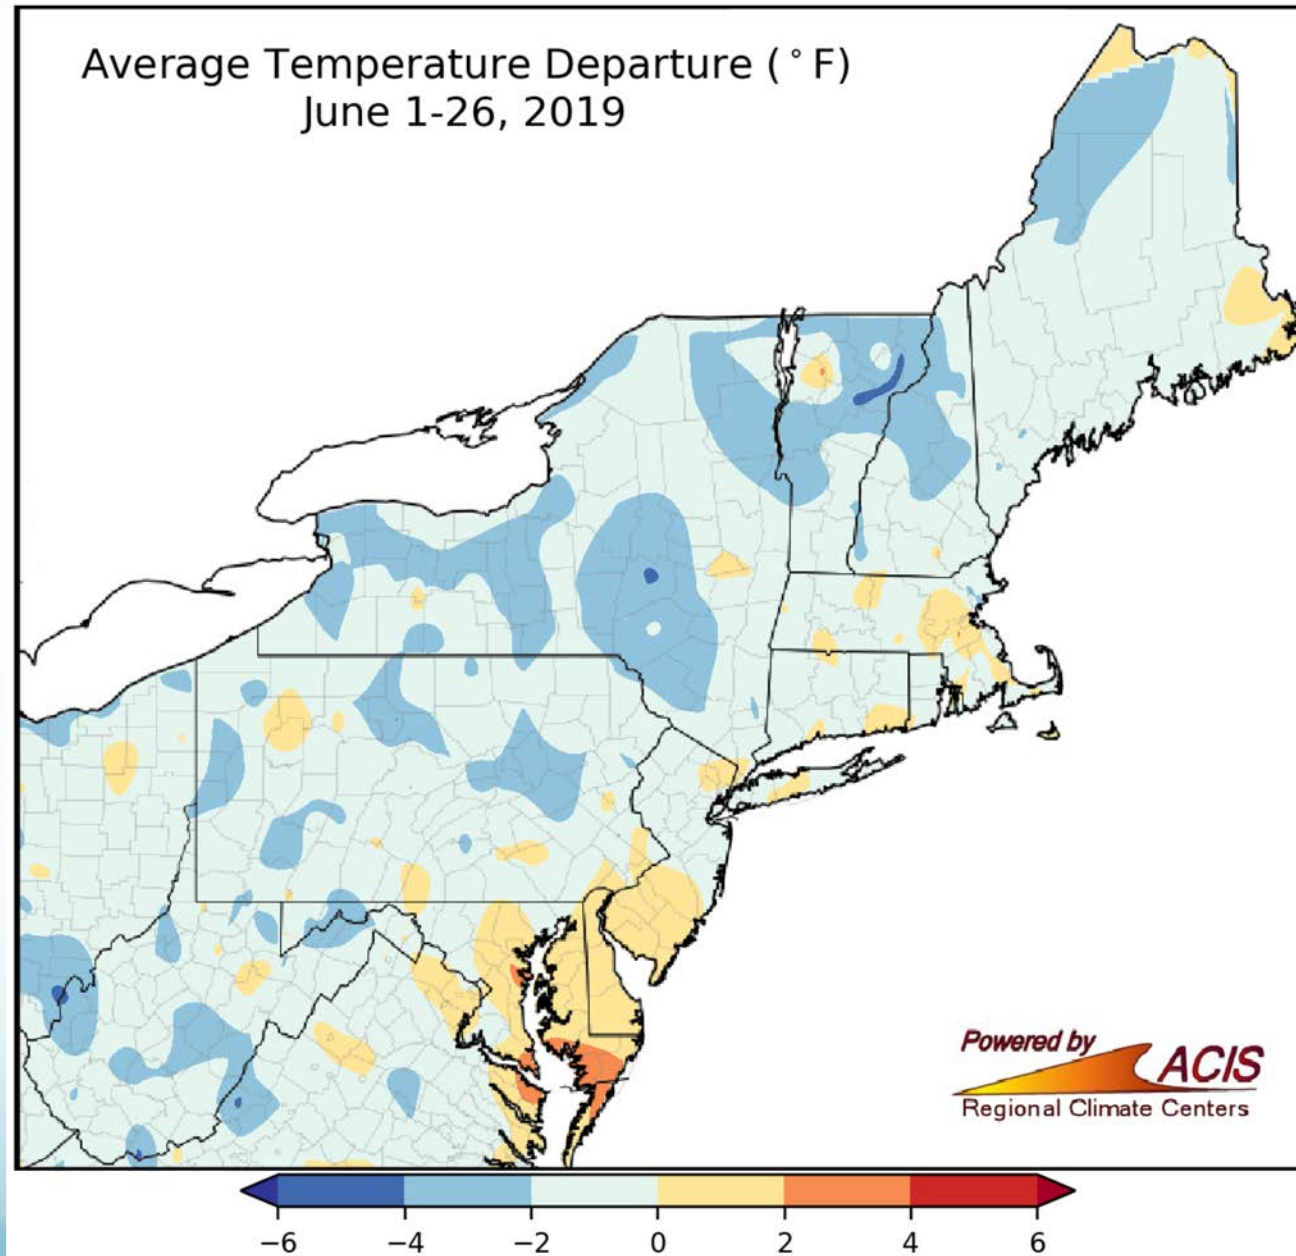 Average Temperature Departure (°F)
June 1-26, 2019
Powered by
ACIS
Regional Climate Centers
−6 −4 −2 0 2 4 6